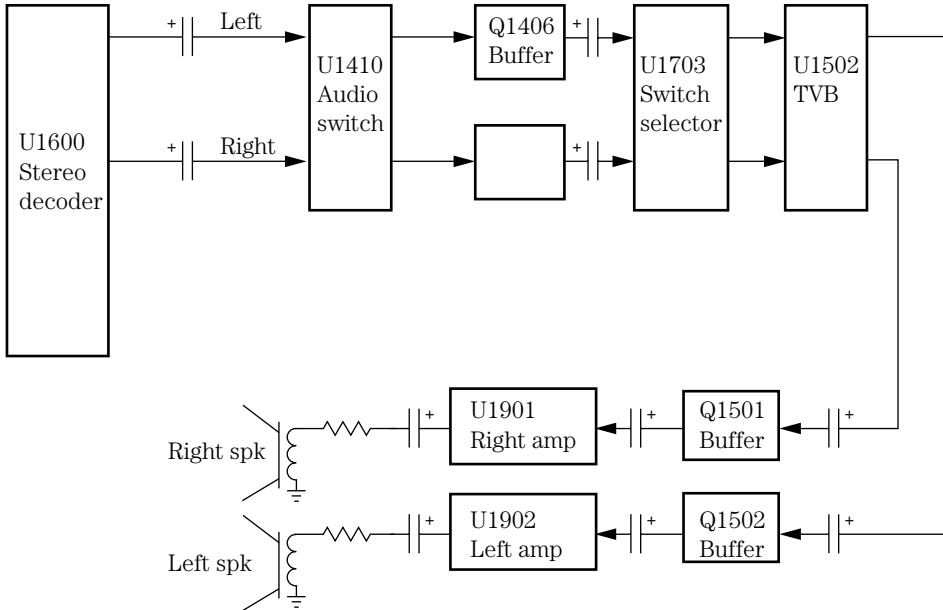 +
Left
+
Right
U1600
Stereo
decoder
U1410
Audio
switch
Q1406
Buffer
+
+
U1703
Switch
selector
U1502
TVB
Right spk
+
U1901
Right amp
+
Q1501
Buffer
+
Left spk
+
U1902
Left amp
+
Q1502
Buffer
+